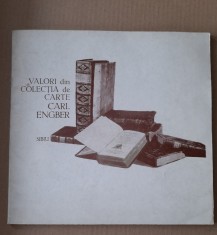 VALORI din
COLECȚIA de
CARTE
CARL
ENGBER